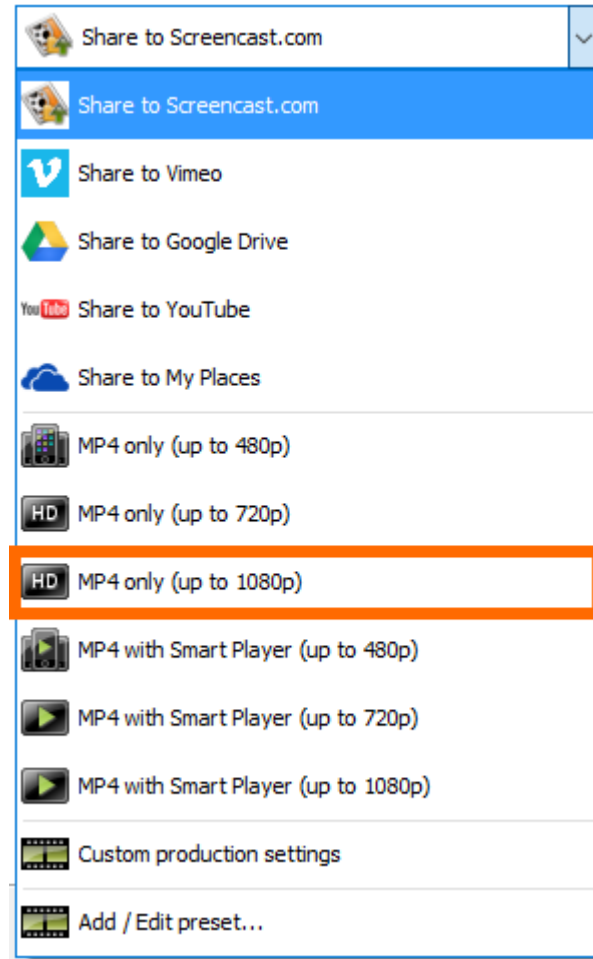 Share to Screencast.com
Share to Screencast.com
Share to Vimeo
Share to Google Drive
You Tube Share to YouTube
Share to My Places
MP4 only (up to 480p)
HD MP4 only (up to 720p)
HD MP4 only (up to 1080p)
MP4 with Smart Player (up to 480p)
MP4 with Smart Player (up to 720p)
MP4 with Smart Player (up to 1080p)
Custom production settings
Add / Edit preset...